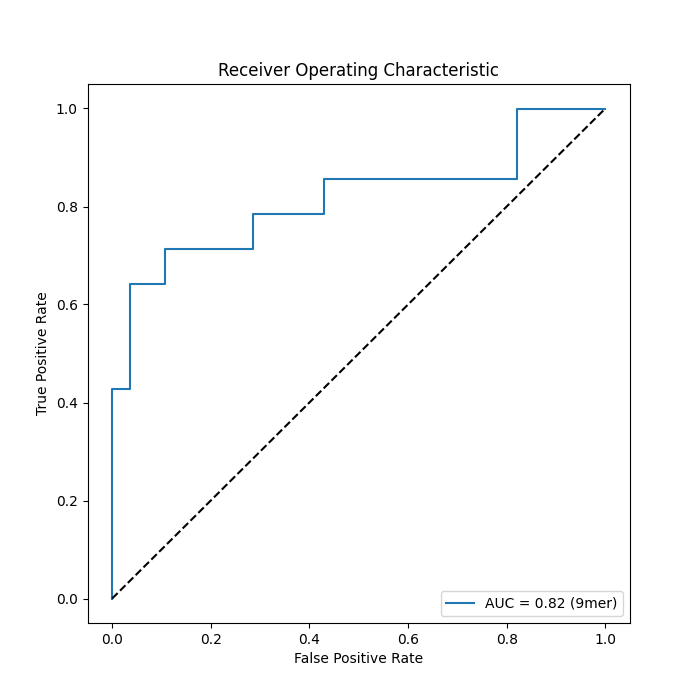 Receiver Operating Characteristic
1.0
0.8
0.6
0.4
0.2
0.0
True Positive Rate
0.0 0.2 0.4 0.6 0.8 1.0
False Positive Rate
AUC = 0.82 (9mer)